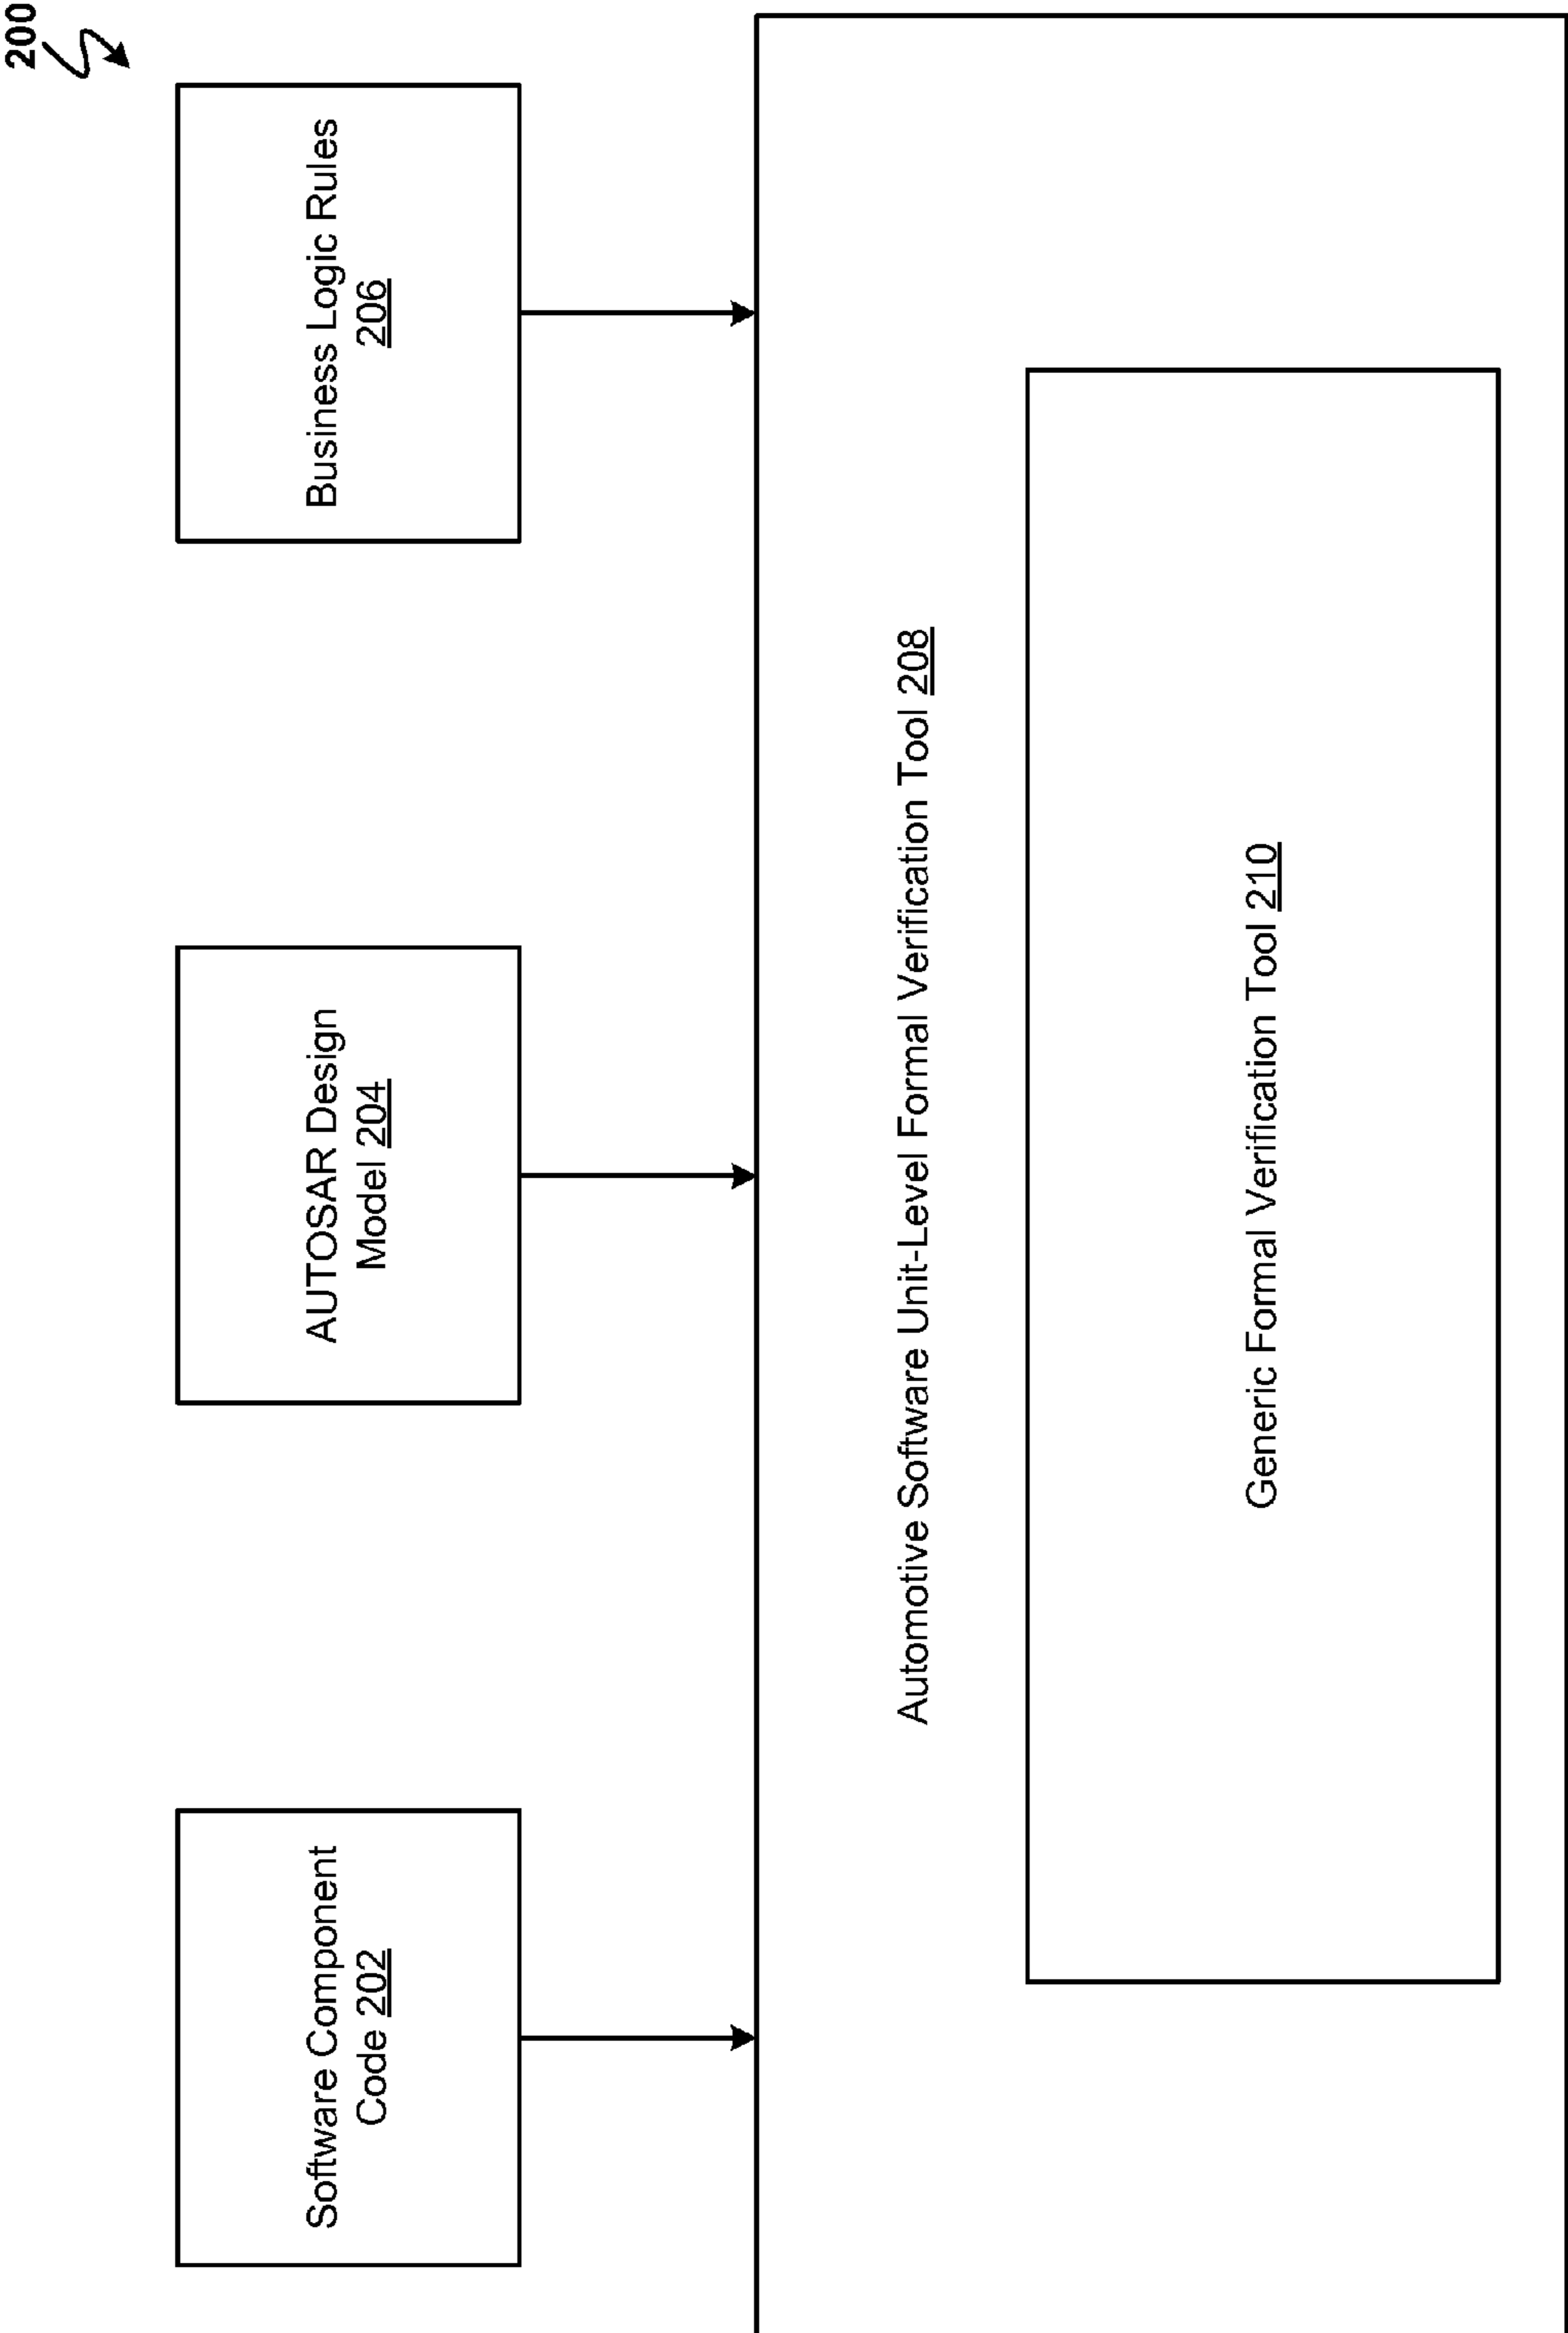 200
Software Component
Code 202
AUTOSAR Design
Model 204
Business Logic Rules
206
Automotive Software Unit-Level Formal Verification Tool 208
Generic Formal Verification Tool 210